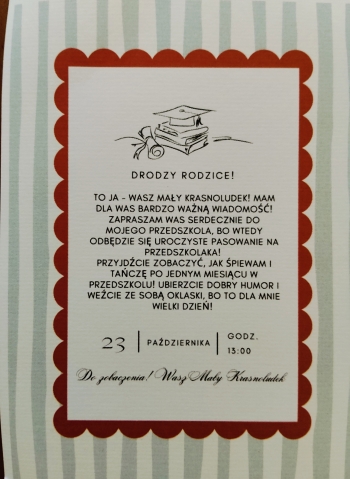 DRODZY RODZICE!
TO JA - WASZ MAŁY KRASNOLUDEK! MAM
DLA WAS BARDZO WAŻNĄ WIADOMOŚĆ!
ZAPRASZAM WAS SERDECZNIE DO
MOJEGO PRZEDSZKOLA, BO WTEDY
ODBĘDZIE SIĘ UROCZYSTE PASOWANIE NA
PRZEDSZKOLAKA!
PRZYJDŹCIE ZOBACZYĆ, JAK ŚPIEWAM I
TAŃCZĘ PO JEDNYM MIESIĄCU W
PRZEDSZKOLU! UBIERZCIE DOBRY HUMOR I
WEŹCIE ZE SOBĄ OKLASKI, BO TO DLA MNIE
WIELKI DZIEŃ!
23 | PAŹDZIERNIKA | GODZ.
13:00
Do zobaczenia! Wasz Mały Krasnoludek